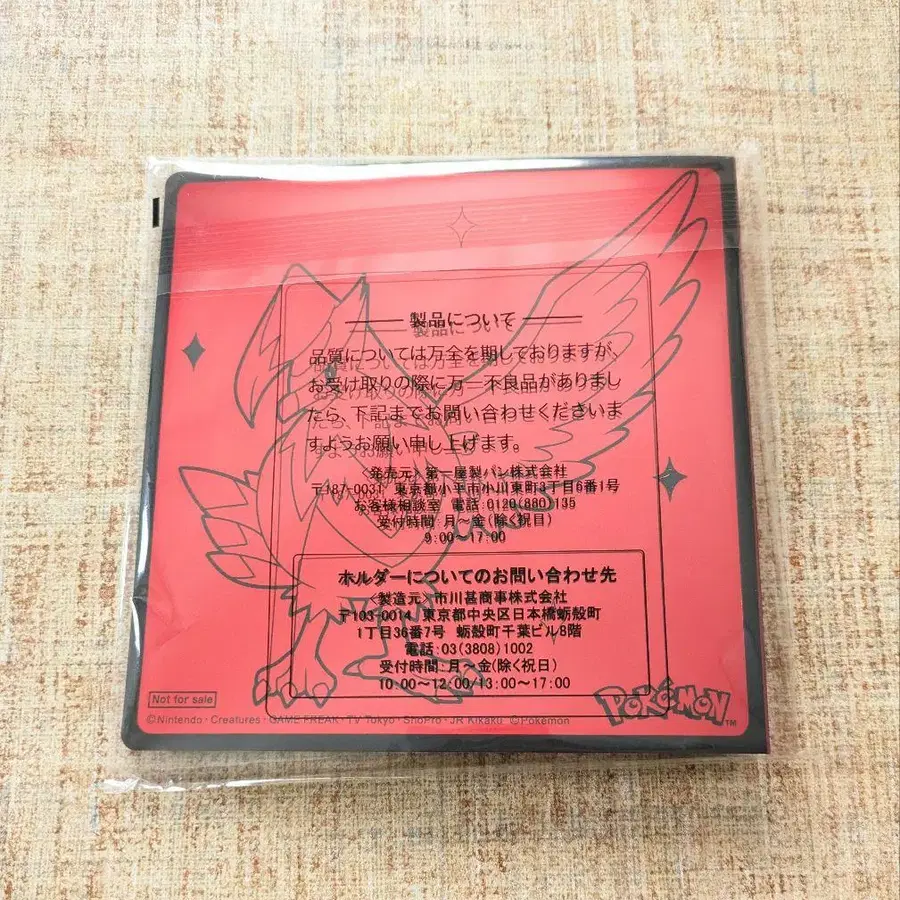 製品について
品質については万全を期しておりますが、
お受け取りの際に万一不良品がありまし
たら、下記までお問い合わせくださいま
すようお願い申し上げます。
〈発売元〉第一屋製パン株式会社
〒187-0031 東京都小平市小川東町3丁目6番1号
お客様相談室 電話:0120(880)135
受付時間:月〜金(除く祝日)
9:00〜17:00
ホルダーについてのお問い合わせ先
〈製造元〉市川甚商事株式会社
〒103-0014 東京都中央区日本橋蛎殻町
1丁目36番7号 蛎殻町千葉ビル8階
電話:03(3808)1002
受付時間:月〜金(除く祝日)
10:00〜12:00/13:00〜17:00
Not for sale
POKéMON™
©Nintendo・Creatures・GAME FREAK・TV Tokyo・ShoPro・JR Kikaku ©Pokémon